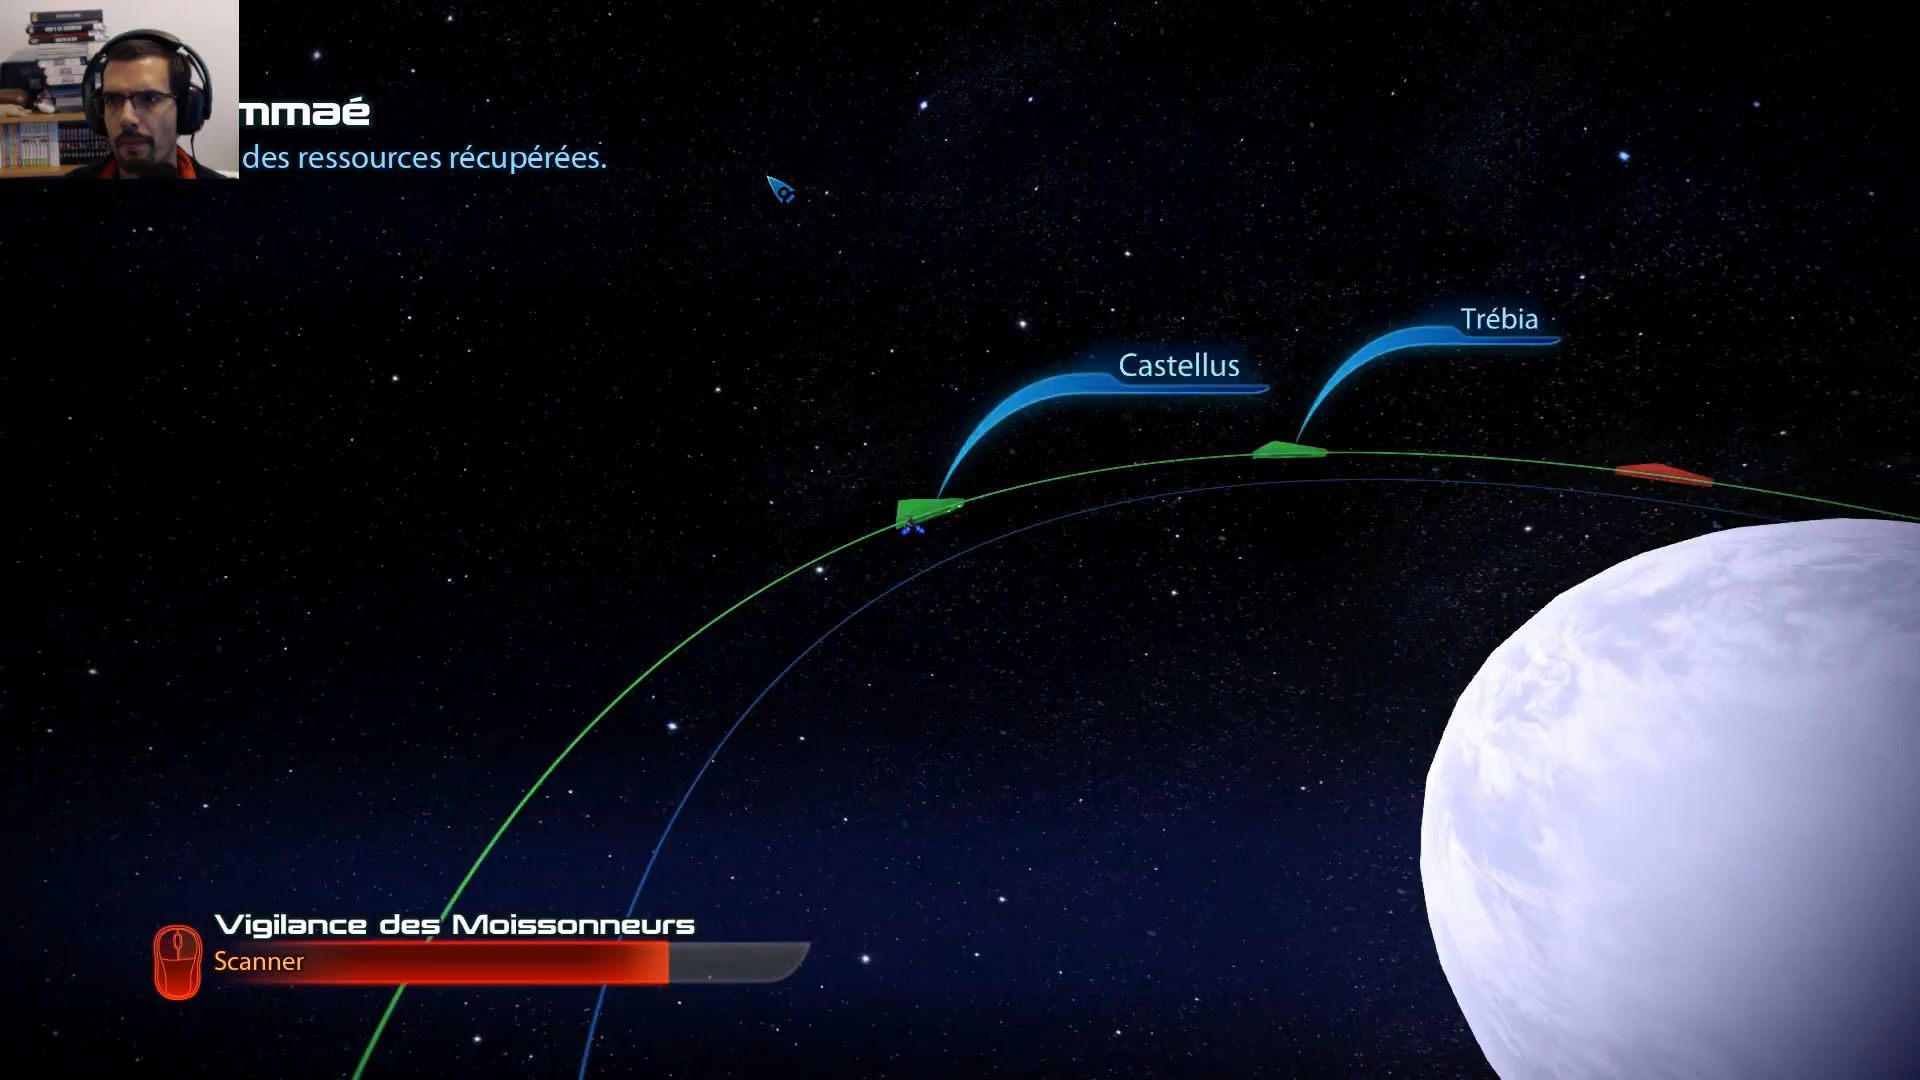 mmaé
des ressources récupérées.
Trébia
Castellus
Vigilance des Moissonneurs
Scanner